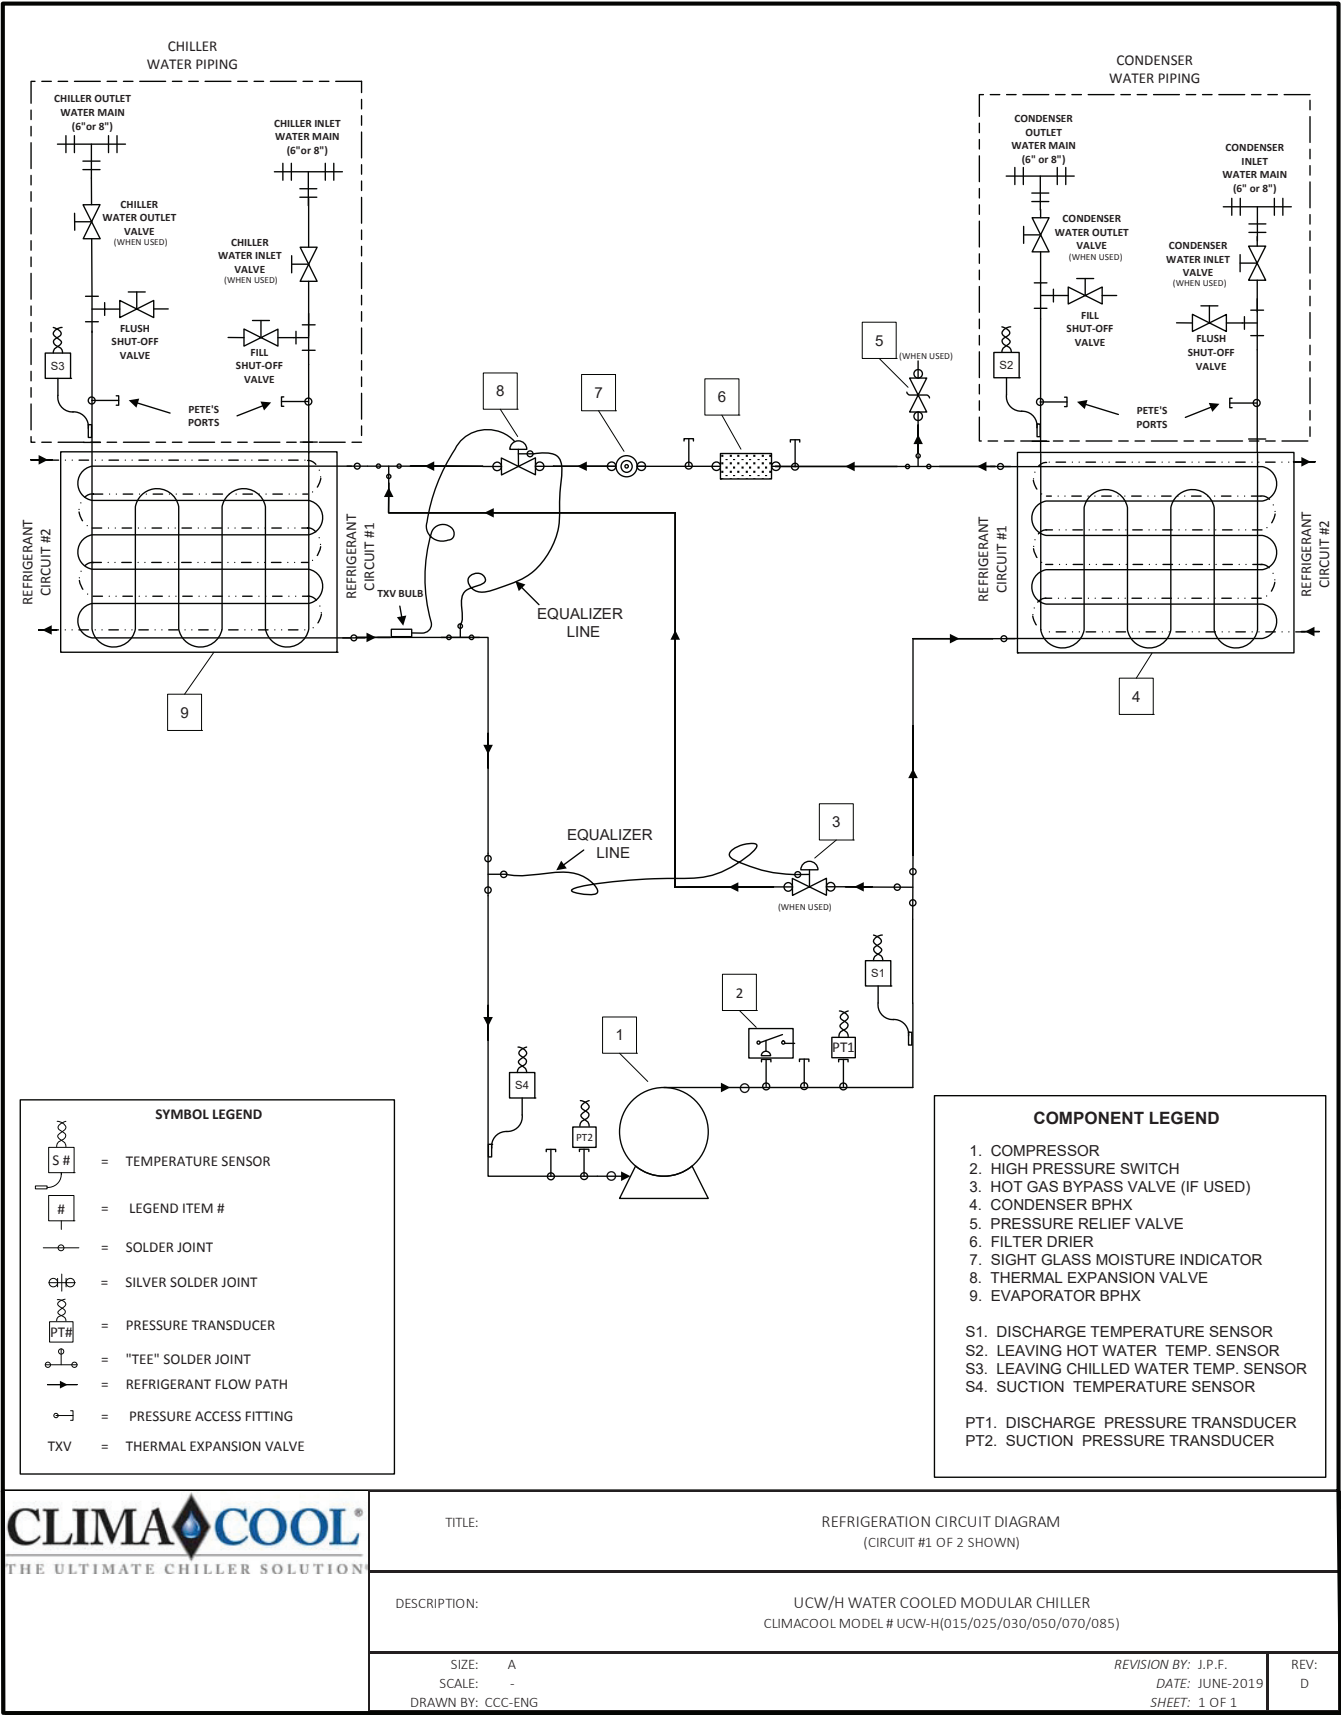 CHILLER
WATER PIPING
CHILLER OUTLET
WATER MAIN
(6"or 8")
CHILLER INLET
WATER MAIN
(6"or 8")
CHILLER
WATER OUTLET
VALVE
(WHEN USED)
CHILLER
WATER INLET
VALVE
(WHEN USED)
FLUSH
SHUT-OFF
VALVE
FILL
SHUT-OFF
VALVE
S3
PETE'S
PORTS
CONDENSER
WATER PIPING
CONDENSER
OUTLET
WATER MAIN
(6" or 8")
CONDENSER
INLET
WATER MAIN
(6" or 8")
CONDENSER
WATER OUTLET
VALVE
(WHEN USED)
CONDENSER
WATER INLET
VALVE
(WHEN USED)
FILL
SHUT-OFF
VALVE
FLUSH
SHUT-OFF
VALVE
S2
PETE'S
PORTS
5
(WHEN USED)
6
7
8
REFRIGERANT
CIRCUIT #2
REFRIGERANT
CIRCUIT #1
TXV BULB
EQUALIZER
LINE
REFRIGERANT
CIRCUIT #1
REFRIGERANT
CIRCUIT #2
9
4
EQUALIZER
LINE
3
(WHEN USED)
S1
2
1
PT1
S4
PT2
SYMBOL LEGEND
S # = TEMPERATURE SENSOR
# = LEGEND ITEM #
= SOLDER JOINT
= SILVER SOLDER JOINT
PT# = PRESSURE TRANSDUCER
= "TEE" SOLDER JOINT
= REFRIGERANT FLOW PATH
= PRESSURE ACCESS FITTING
TXV = THERMAL EXPANSION VALVE
COMPONENT LEGEND
1. COMPRESSOR
2. HIGH PRESSURE SWITCH
3. HOT GAS BYPASS VALVE (IF USED)
4. CONDENSER BPHX
5. PRESSURE RELIEF VALVE
6. FILTER DRIER
7. SIGHT GLASS MOISTURE INDICATOR
8. THERMAL EXPANSION VALVE
9. EVAPORATOR BPHX
S1. DISCHARGE TEMPERATURE SENSOR
S2. LEAVING HOT WATER TEMP. SENSOR
S3. LEAVING CHILLED WATER TEMP. SENSOR
S4. SUCTION TEMPERATURE SENSOR
PT1. DISCHARGE PRESSURE TRANSDUCER
PT2. SUCTION PRESSURE TRANSDUCER
CLIMACOOL®
THE ULTIMATE CHILLER SOLUTION
TITLE: REFRIGERATION CIRCUIT DIAGRAM
(CIRCUIT #1 OF 2 SHOWN)
DESCRIPTION: UCW/H WATER COOLED MODULAR CHILLER
CLIMACOOL MODEL # UCW-H(015/025/030/050/070/085)
SIZE: A
SCALE: -
DRAWN BY: CCC-ENG
REVISION BY: J.P.F.
DATE: JUNE-2019
SHEET: 1 OF 1
REV:
D